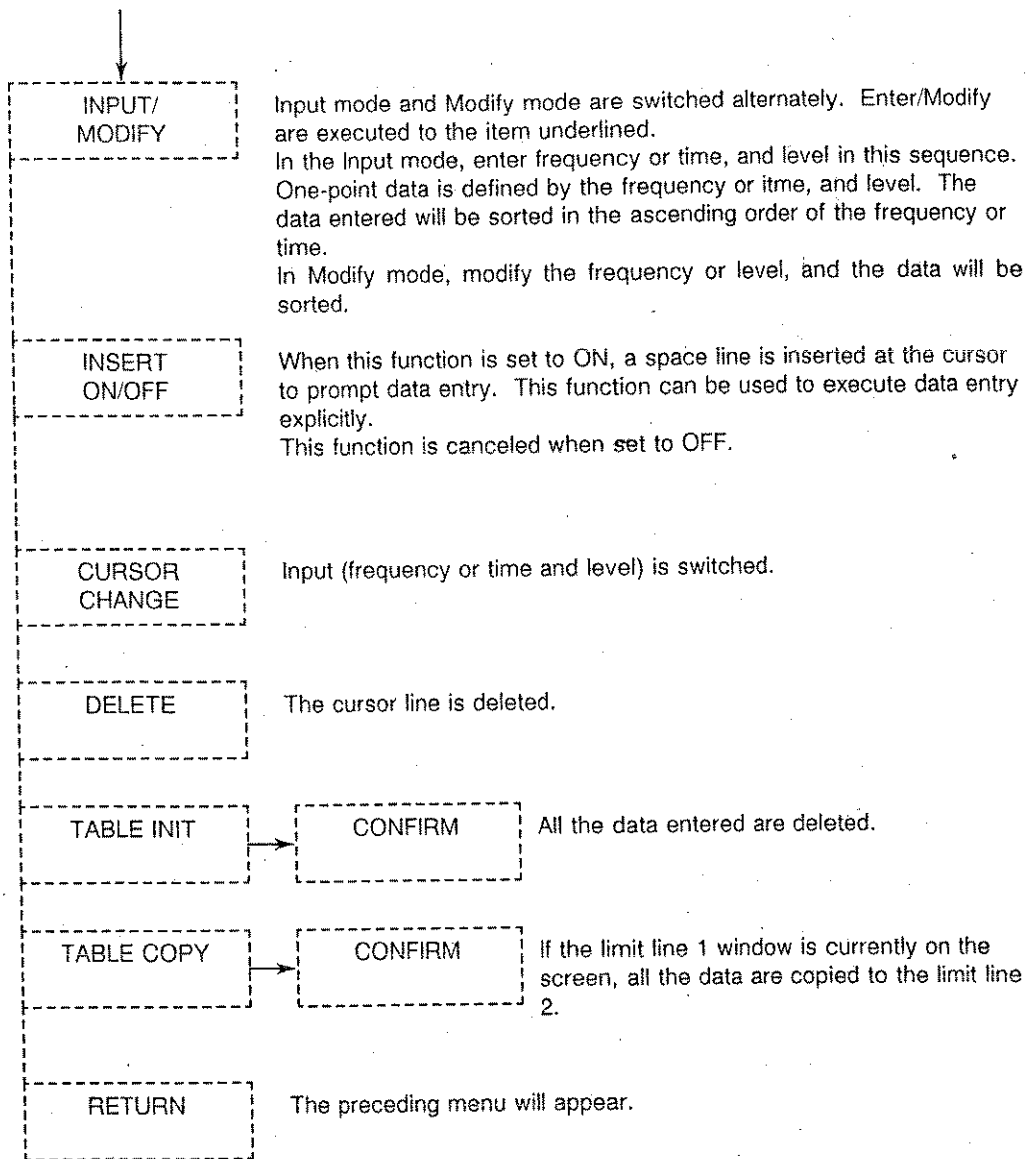 INPUT/
MODIFY
Input mode and Modify mode are switched alternately. Enter/Modify
are executed to the item underlined.
In the Input mode, enter frequency or time, and level in this sequence.
One-point data is defined by the frequency or itme, and level. The
data entered will be sorted in the ascending order of the frequency or
time.
In Modify mode, modify the frequency or level, and the data will be
sorted.
INSERT
ON/OFF
When this function is set to ON, a space line is inserted at the cursor
to prompt data entry. This function can be used to execute data entry
explicitly.
This function is canceled when set to OFF.
CURSOR
CHANGE
Input (frequency or time and level) is switched.
DELETE
The cursor line is deleted.
TABLE INIT
CONFIRM
All the data entered are deleted.
TABLE COPY
CONFIRM
If the limit line 1 window is currently on the
screen, all the data are copied to the limit line
2.
RETURN
The preceding menu will appear.